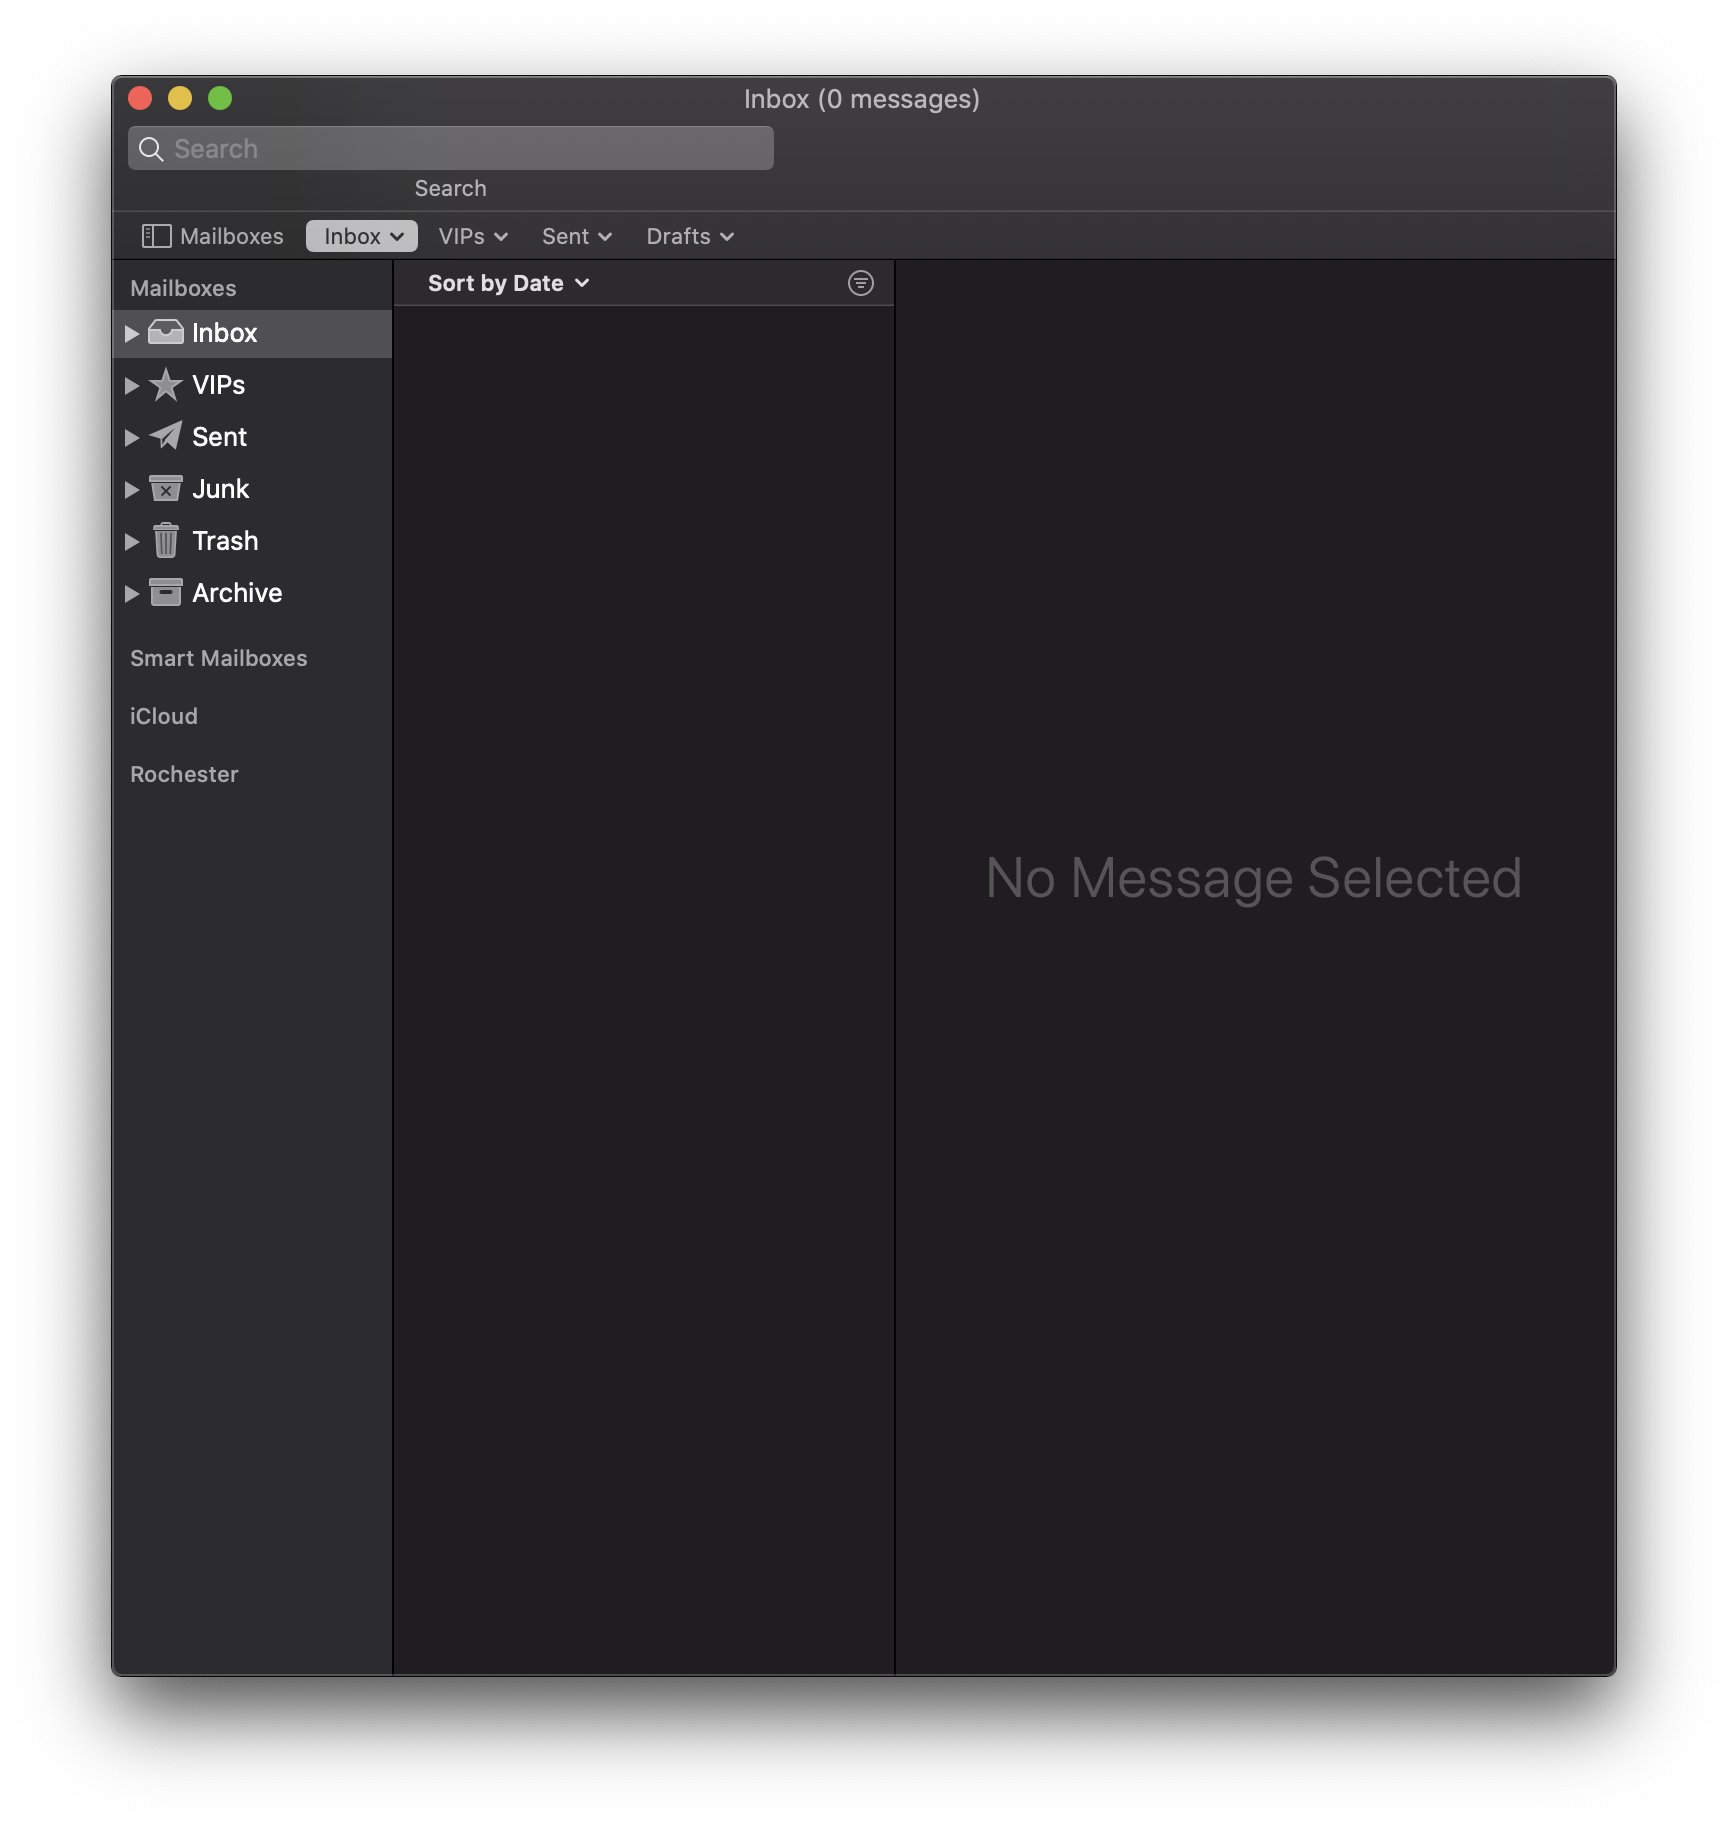 Inbox (0 messages)
Search
Search
Mailboxes Inbox VIPs Sent Drafts
Mailboxes
Inbox
VIPs
Sent
Junk
Trash
Archive
Smart Mailboxes
iCloud
Rochester
Sort by Date
No Message Selected